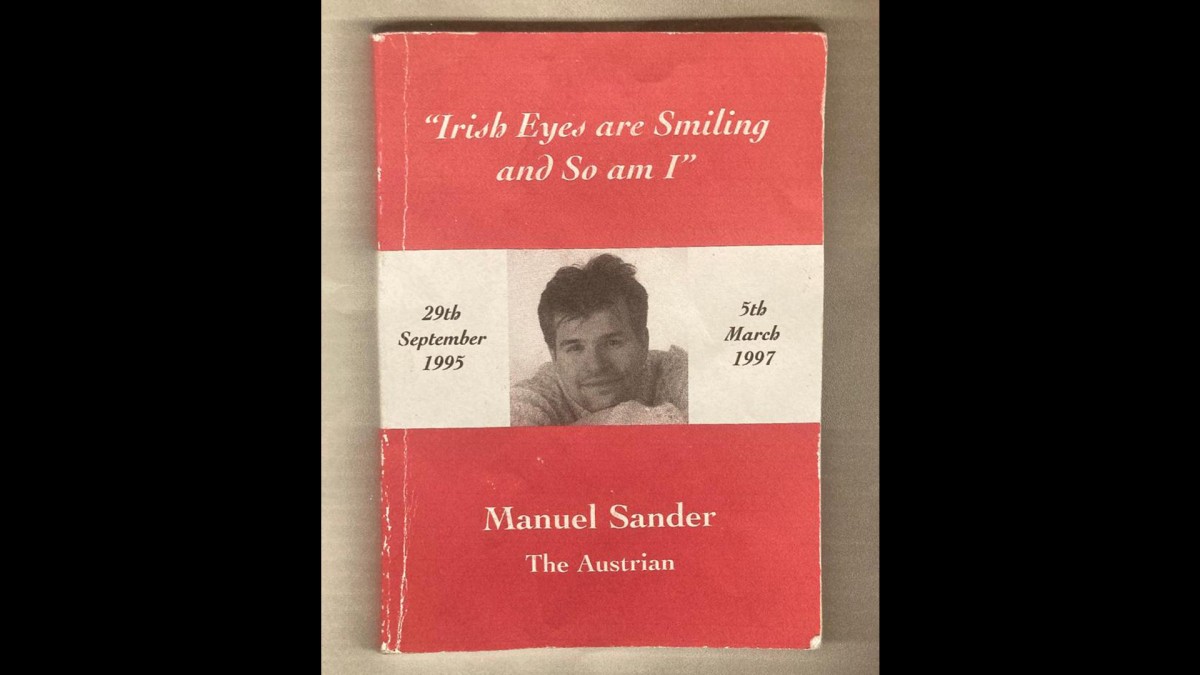 "Irish Eyes are Smiling
and So am I"
29th
September
1995
5th
March
1997
Manuel Sander
The Austrian